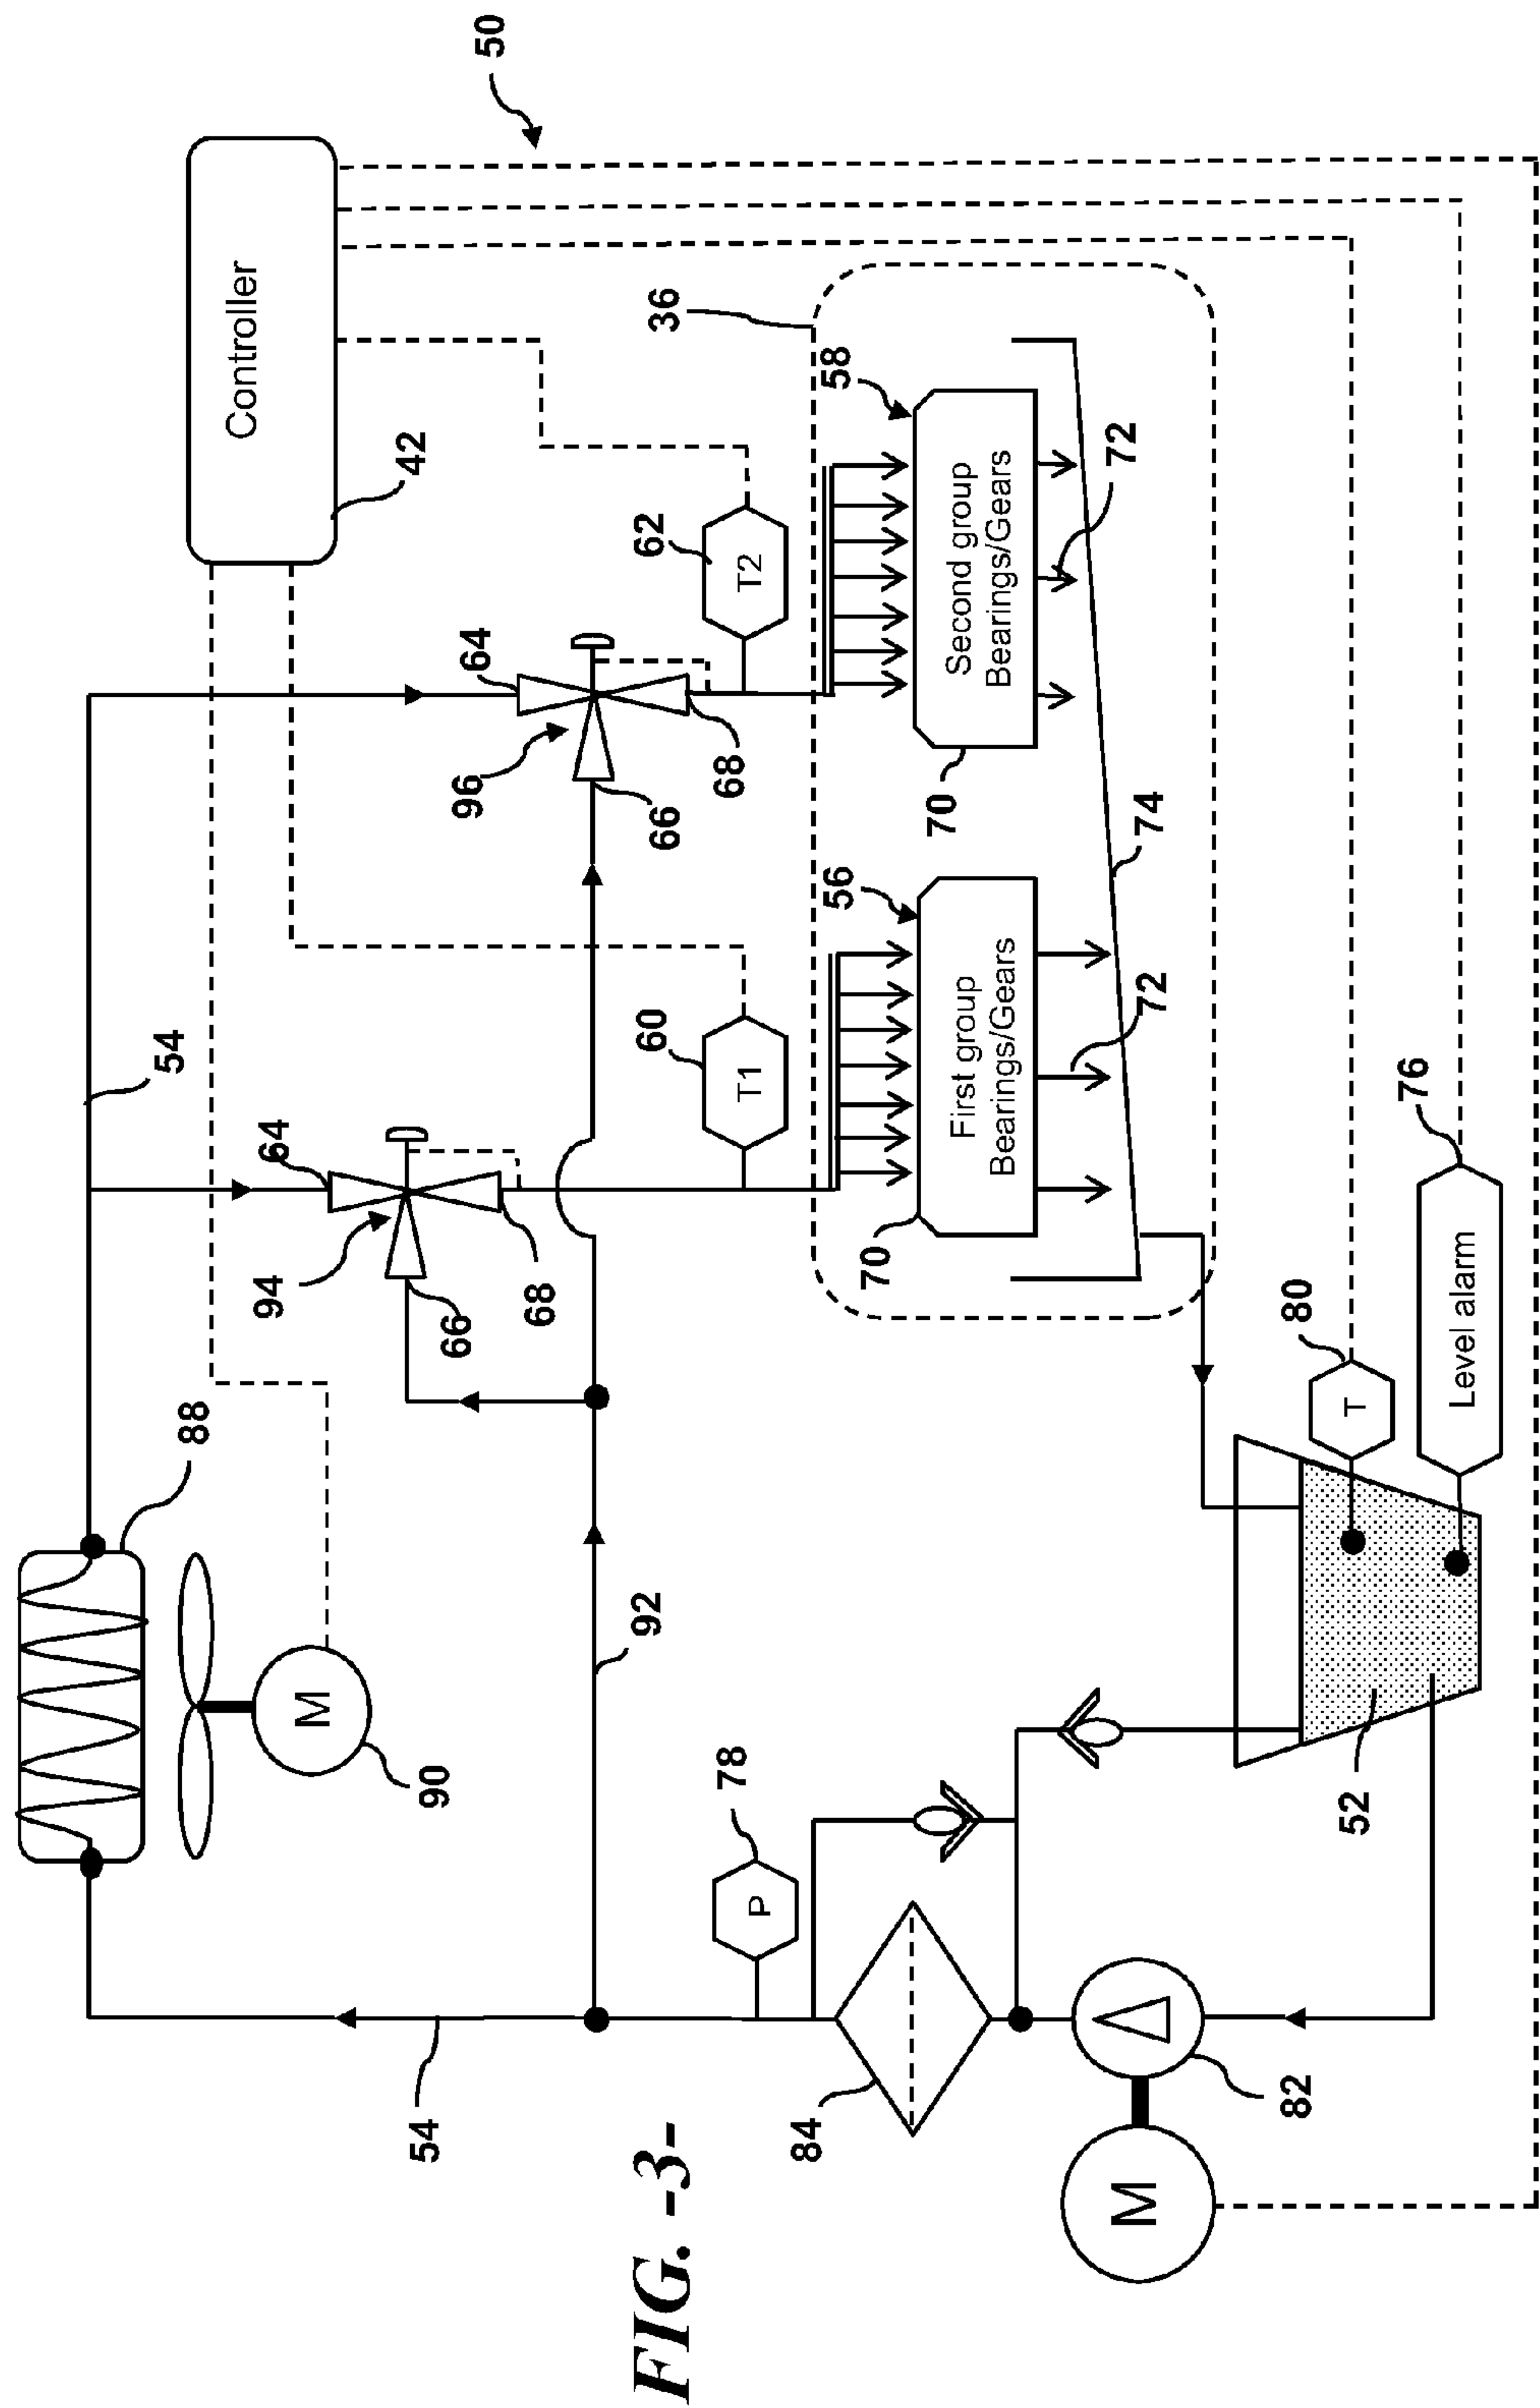 50
Controller
42
54
36
58
62
T2
64
96
66
68
Second group
Bearings/Gears
72
70
74
56
60
T1
64
94
66
68
First group
Bearings/Gears
72
70
76
Level alarm
80
T
88
M
90
92
78
P
52
54
84
82
M
FIG. -3-